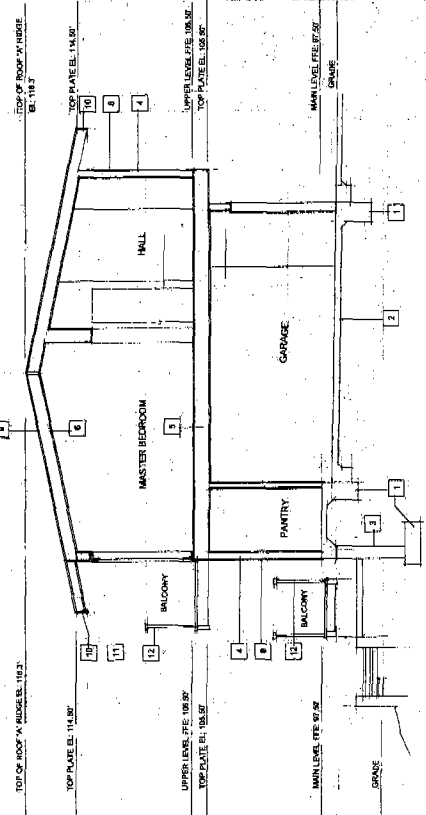 TOP OF ROOF "A" RIDGE
EL: 118.3'
TOP PLATE EL: 114.50'
UPPER LEVEL FFE: 106.50'
TOP PLATE EL: 105.50'
MAIN LEVEL FFE: 97.50'
GRADE
10
8
4
HALL
6
MASTER BEDROOM
5
GARAGE
PANTRY
1
2
1
3
BALCONY
BALCONY
10
11
12
4
8
12
TOP OF ROOF "A" RIDGE EL: 118.3'
TOP PLATE EL: 114.50'
UPPER LEVEL FFE: 106.50'
TOP PLATE EL: 105.50'
MAIN LEVEL FFE: 97.50'
GRADE